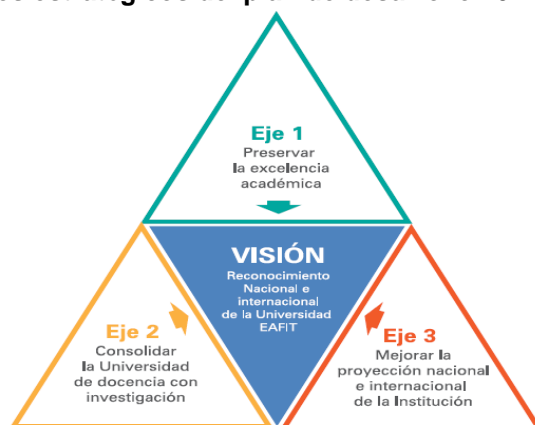 Eje 1
Preservar
la excelencia
académica
VISIÓN
Reconocimiento
Nacional e
internacional
de la Universidad
EAFIT
Eje 2
Consolidar
la Universidad
de docencia con
investigación
Eje 3
Mejorar la
proyección nacional
e internacional
de la Institución